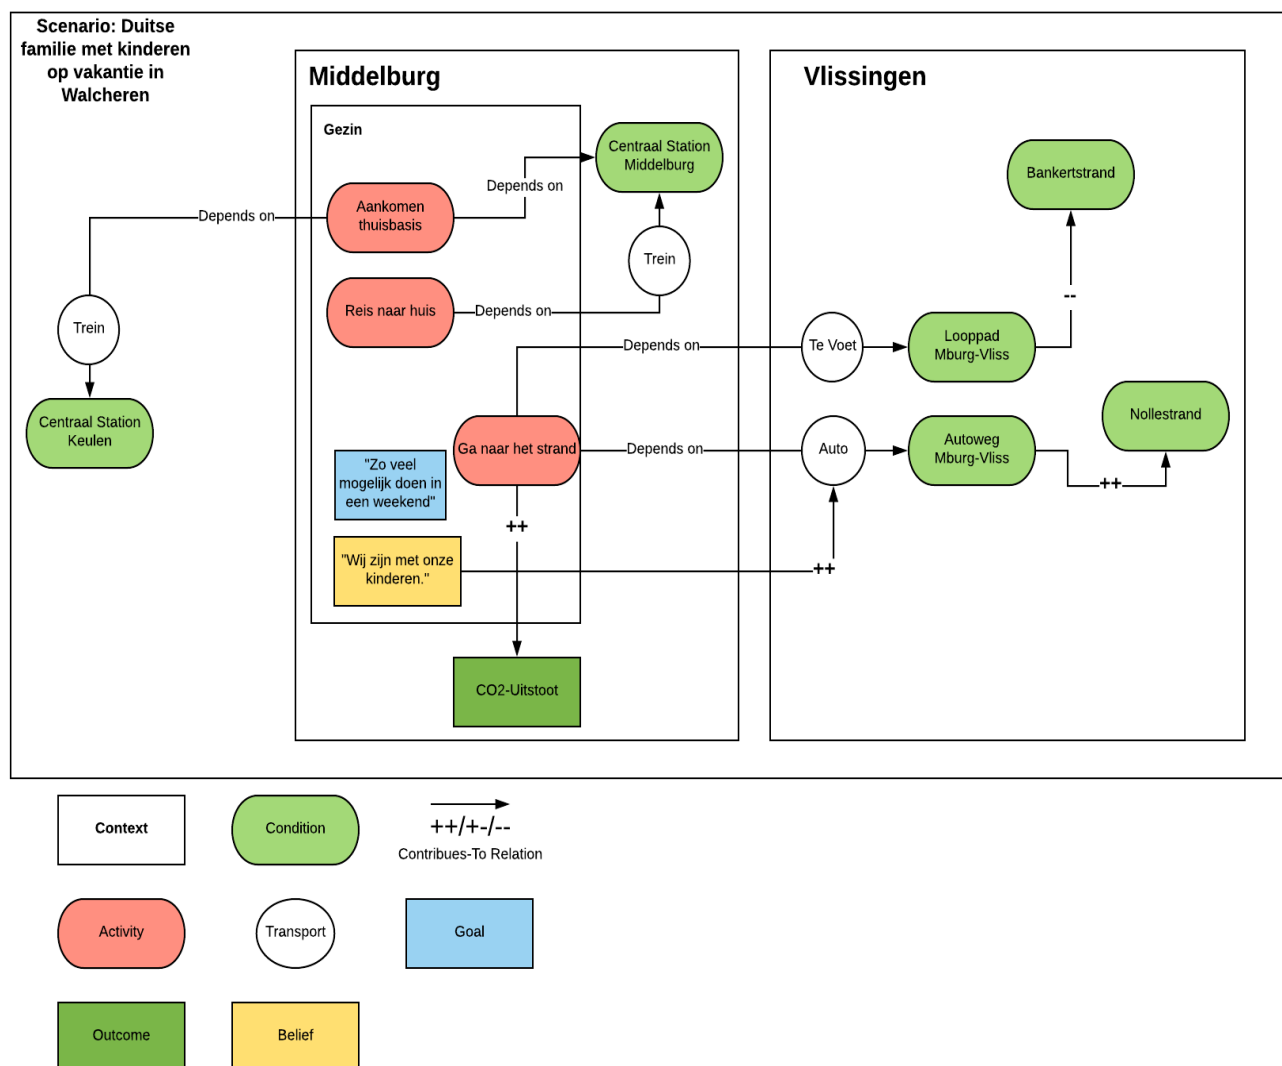 Scenario: Duitse
familie met kinderen
op vakantie in
Walcheren
Middelburg
Vlissingen
Gezin
Centraal Station
Middelburg
Bankertstrand
Depends on
Aankomen
thuisbasis
Depends on
Trein
Reis naar huis
Depends on
--
Trein
Te Voet
Looppad
Mburg-Vliss
Depends on
Centraal Station
Keulen
Nollestrand
Ga naar het strand
Depends on
Auto
Autoweg
Mburg-Vliss
"Zo veel
mogelijk doen in
een weekend"
++
++
"Wij zijn met onze
kinderen."
++
CO2-Uitstoot
Context
Condition
++/+-/--
Contribues-To Relation
Activity
Transport
Goal
Outcome
Belief